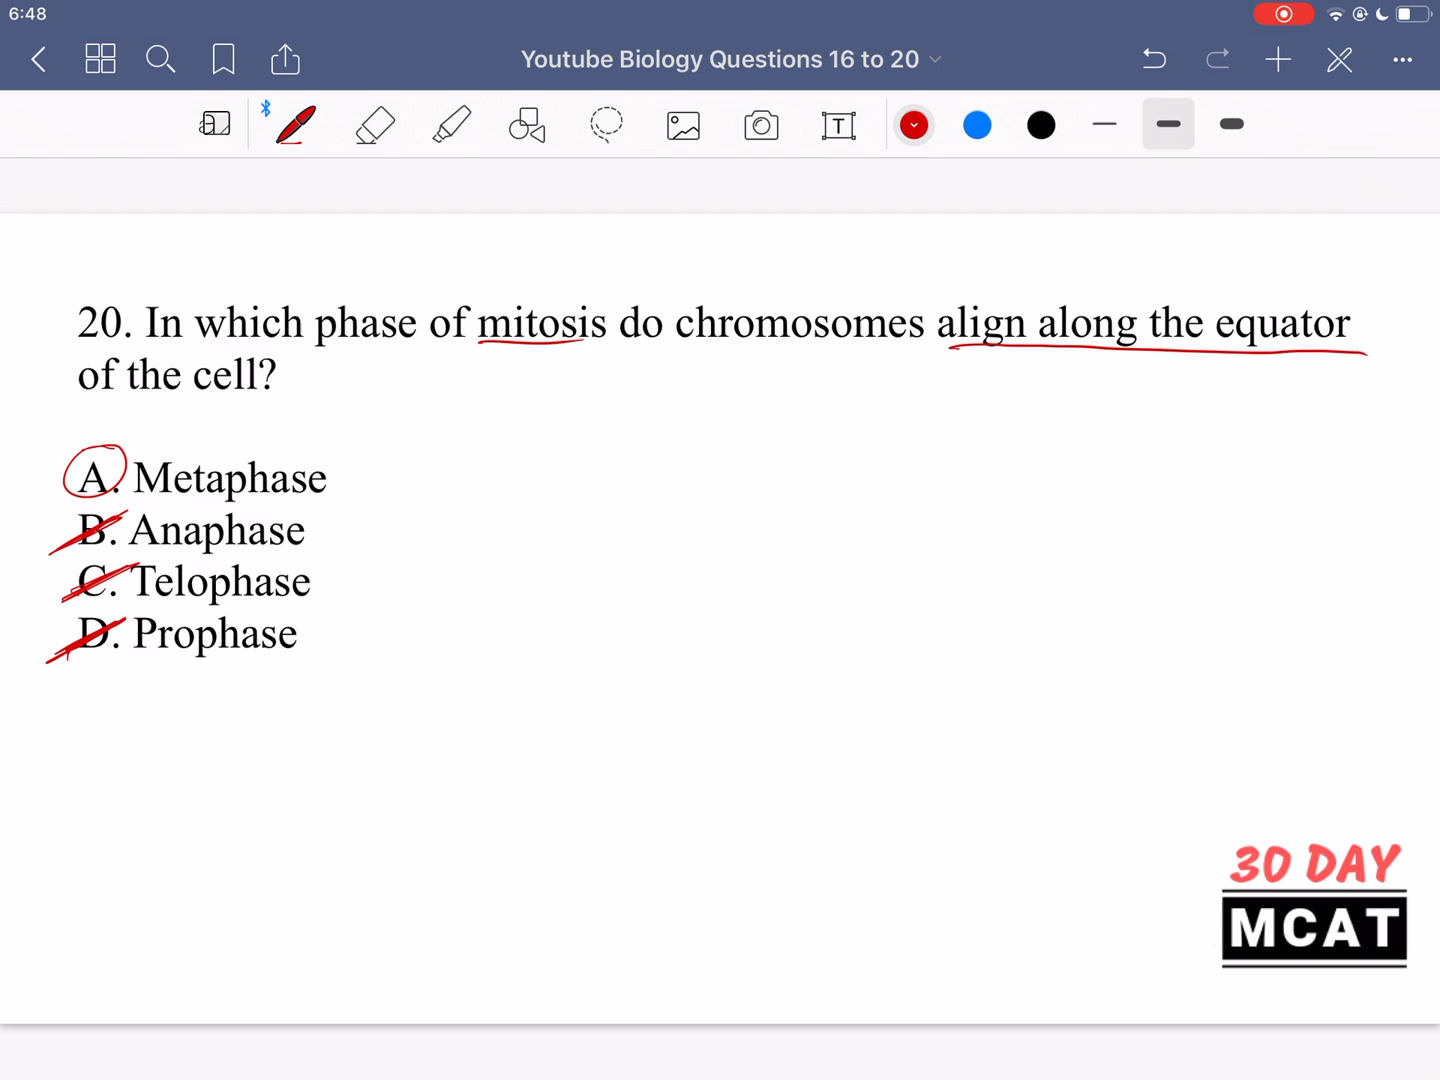 6:48
Youtube Biology Questions 16 to 20
T
20. In which phase of mitosis do chromosomes align along the equator
of the cell?
A. Metaphase
B. Anaphase
C. Telophase
D. Prophase
30 DAY
MCAT